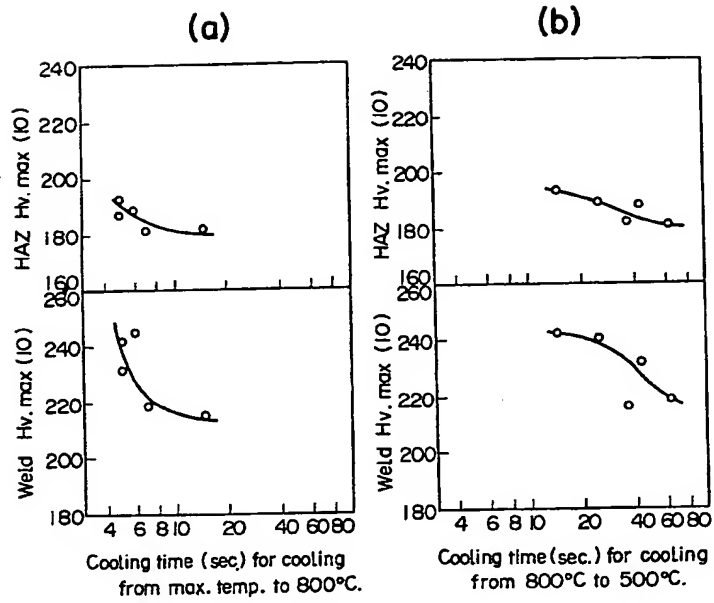 (a)
(b)
240
220
200
180
160
HAZ Hv. max (10)
240
220
200
180
160
HAZ Hv. max (10)
260
240
220
200
180
Weld Hv. max (10)
260
240
220
200
180
Weld Hv. max (10)
4 6 8 10 20 40 60 80
4 6 8 10 20 40 60 80
Cooling time (sec.) for cooling
from max. temp. to 800°C.
Cooling time (sec.) for cooling
from 800°C to 500°C.